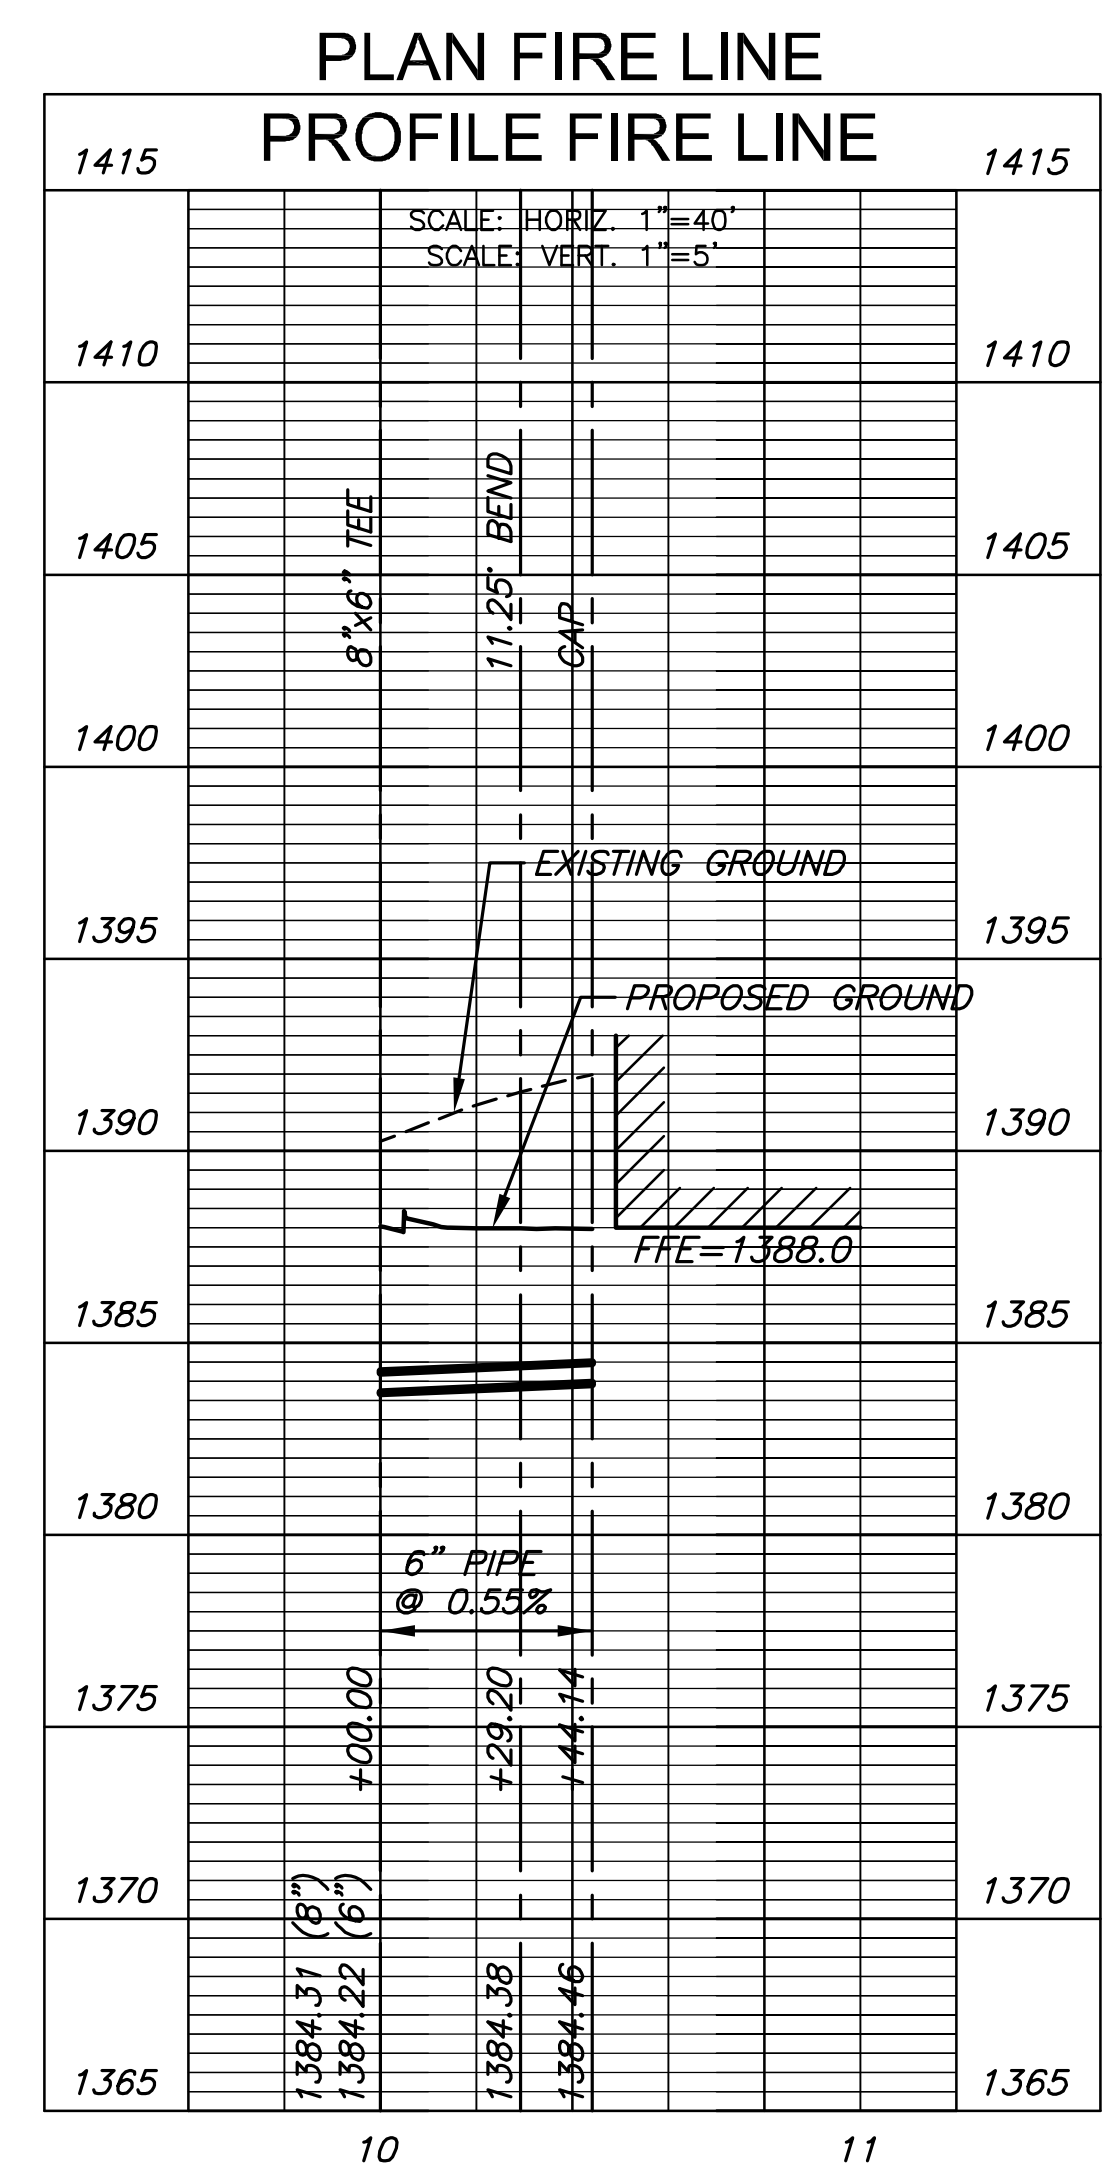 PLAN FIRE LINE
PROFILE FIRE LINE
1415 1415
SCALE: HORIZ. 1"=40'
SCALE: VERT. 1"=5'
1410 1410
8"x6" TEE
11.25° BEND
CAP
1405 1405
1400 1400
EXISTING GROUND
1395 1395
PROPOSED GROUND
1390 1390
FFE=1388.0
1385 1385
1380 1380
6" PIPE
@ 0.55%
+00.00
+29.20
+44.14
1375 1375
1370 1370
1384.31 (8")
1384.22 (6")
1384.38
1384.46
1365 1365
10 11